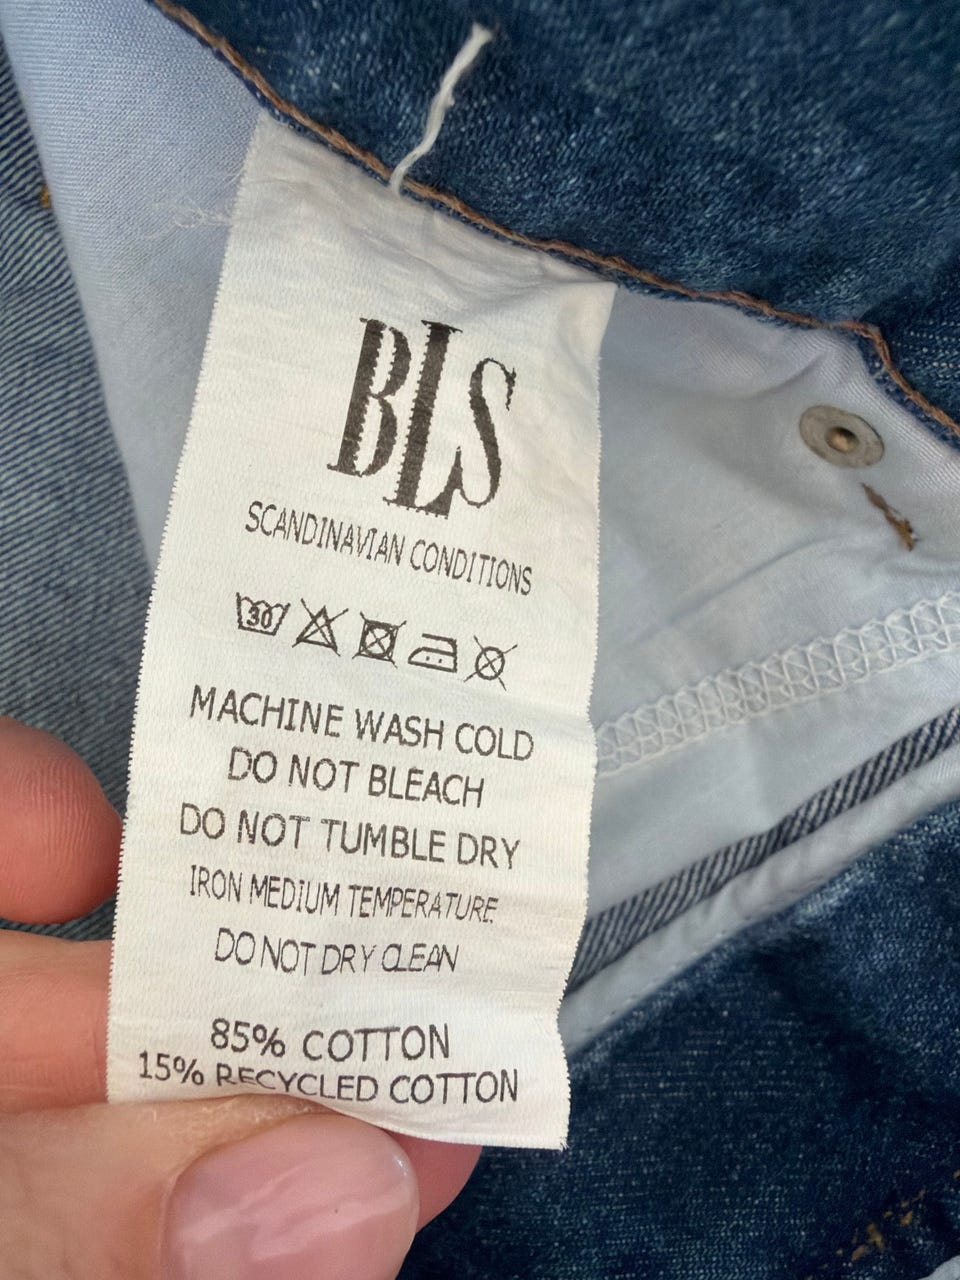 BLS
SCANDINAVIAN CONDITIONS
30
MACHINE WASH COLD
DO NOT BLEACH
DO NOT TUMBLE DRY
IRON MEDIUM TEMPERATURE
DO NOT DRY CLEAN
85% COTTON
15% RECYCLED COTTON